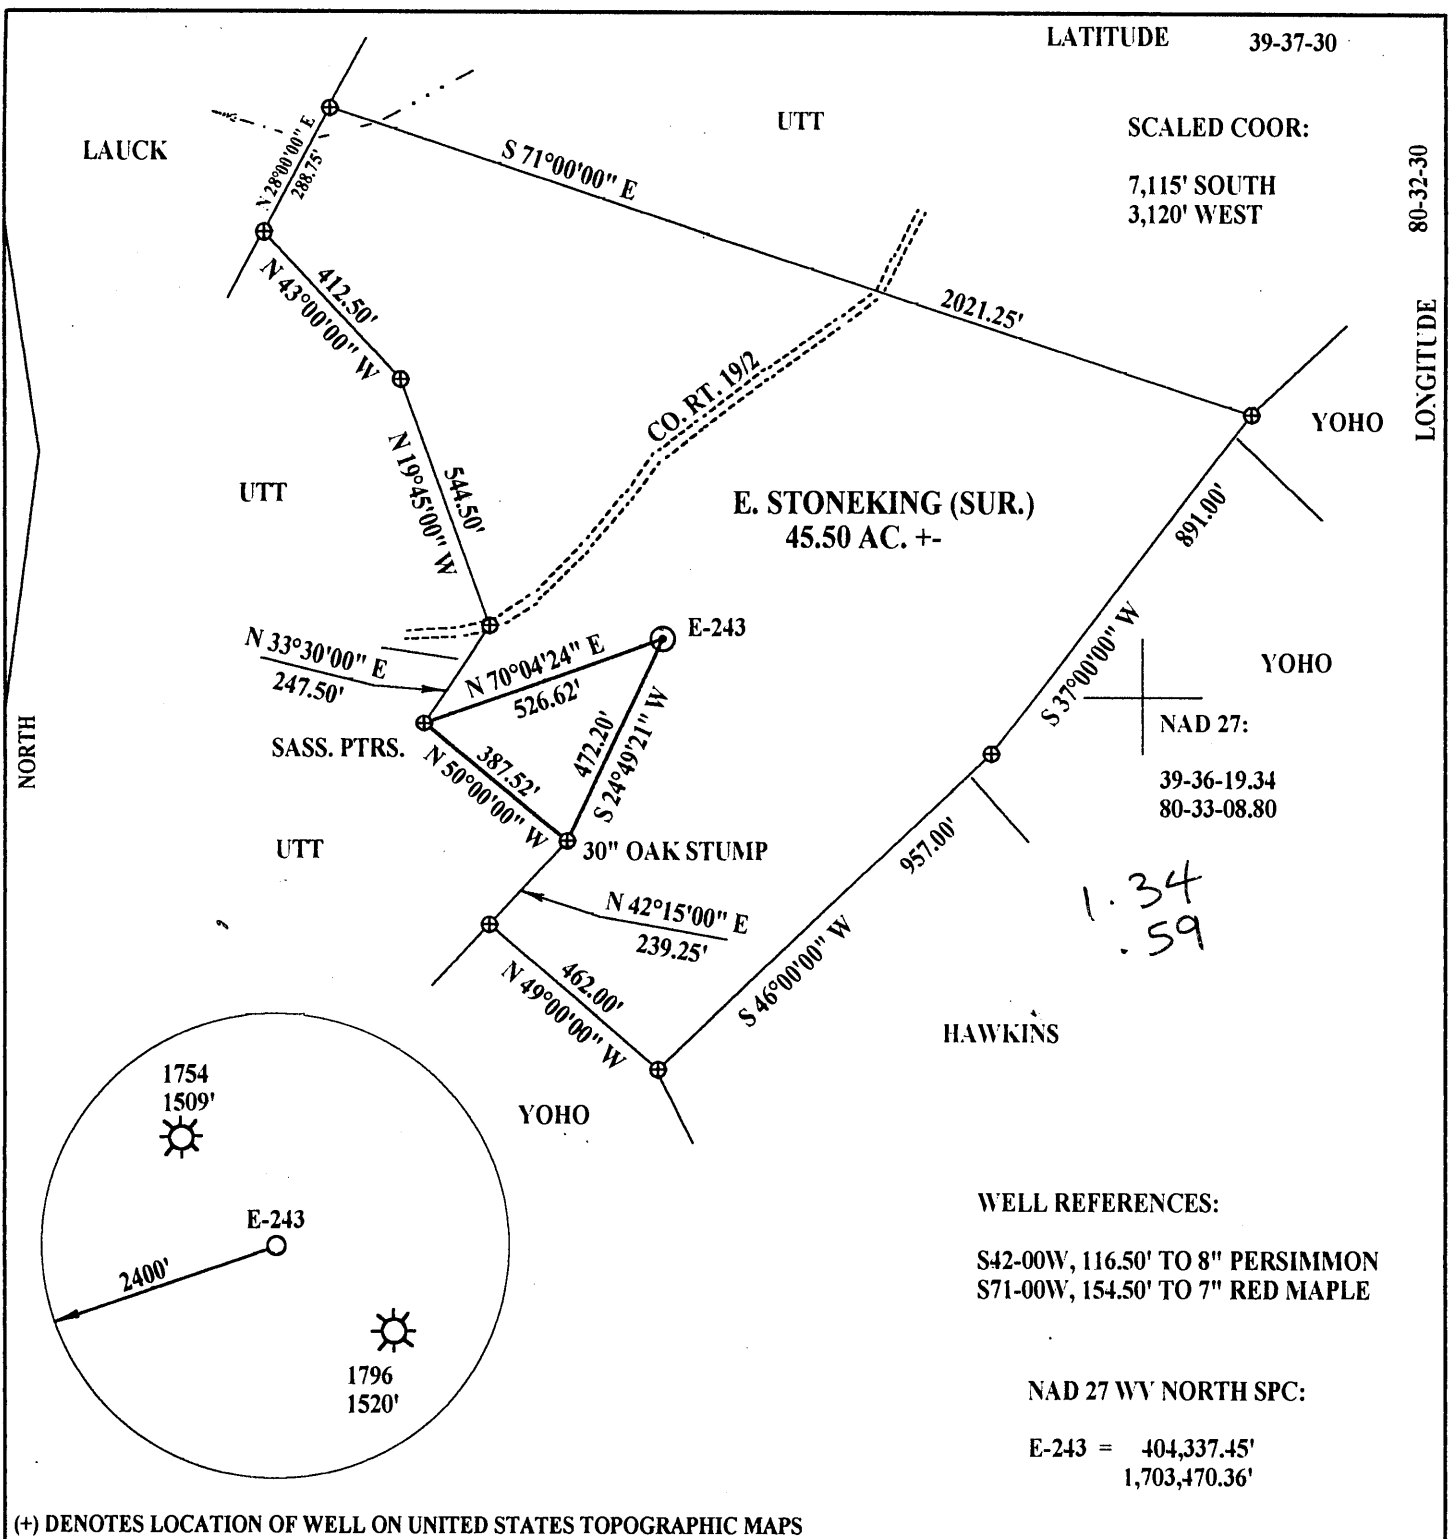 LATITUDE 39-37-30
UTT
SCALED COOR:
LAUCK
7,115' SOUTH
3,120' WEST
80-32-30
LONGITUDE
N 28°00'00" E
288.75'
S 71°00'00" E
2021.25'
412.50'
N 43°00'00" W
CO. RT. 19/2
YOHO
N 19°45'00" W
544.50'
UTT
E. STONEKING (SUR.)
45.50 AC. +-
891.00'
S 37°00'00" W
YOHO
N 33°30'00" E
247.50'
E-243
N 70°04'24" E
526.62'
SASS. PTRS.
387.52'
N 50°00'00" W
472.20'
S 24°49'21" W
NORTH
NAD 27:
39-36-19.34
80-33-08.80
UTT
30" OAK STUMP
957.00'
S 46°00'00" W
1.34
.59
N 42°15'00" E
239.25'
462.00'
N 49°00'00" W
HAWKINS
YOHO
1754
1509'
E-243
2400'
1796
1520'
WELL REFERENCES:
S42-00W, 116.50' TO 8" PERSIMMON
S71-00W, 154.50' TO 7" RED MAPLE
NAD 27 WV NORTH SPC:
E-243 = 404,337.45'
1,703,470.36'
(+) DENOTES LOCATION OF WELL ON UNITED STATES TOPOGRAPHIC MAPS